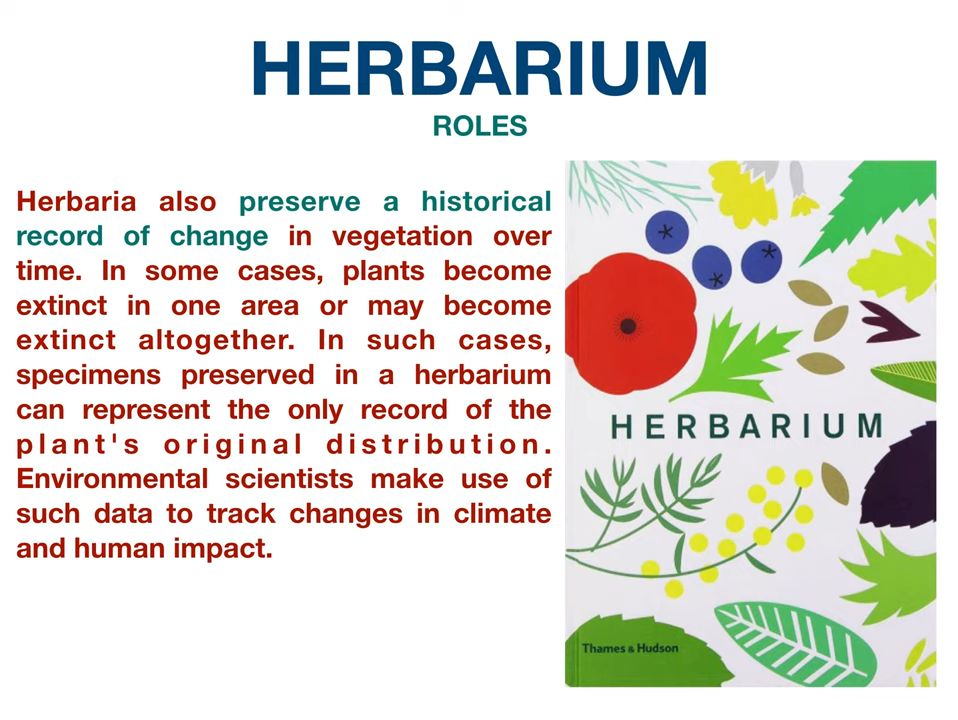 HERBARIUM
ROLES
Herbaria also preserve a historical
record of change in vegetation over
time. In some cases, plants become
extinct in one area or may become
extinct altogether. In such cases,
specimens preserved in a herbarium
can represent the only record of the
plant's original distribution.
Environmental scientists make use of
such data to track changes in climate
and human impact.
HERBARIUM
Thames & Hudson